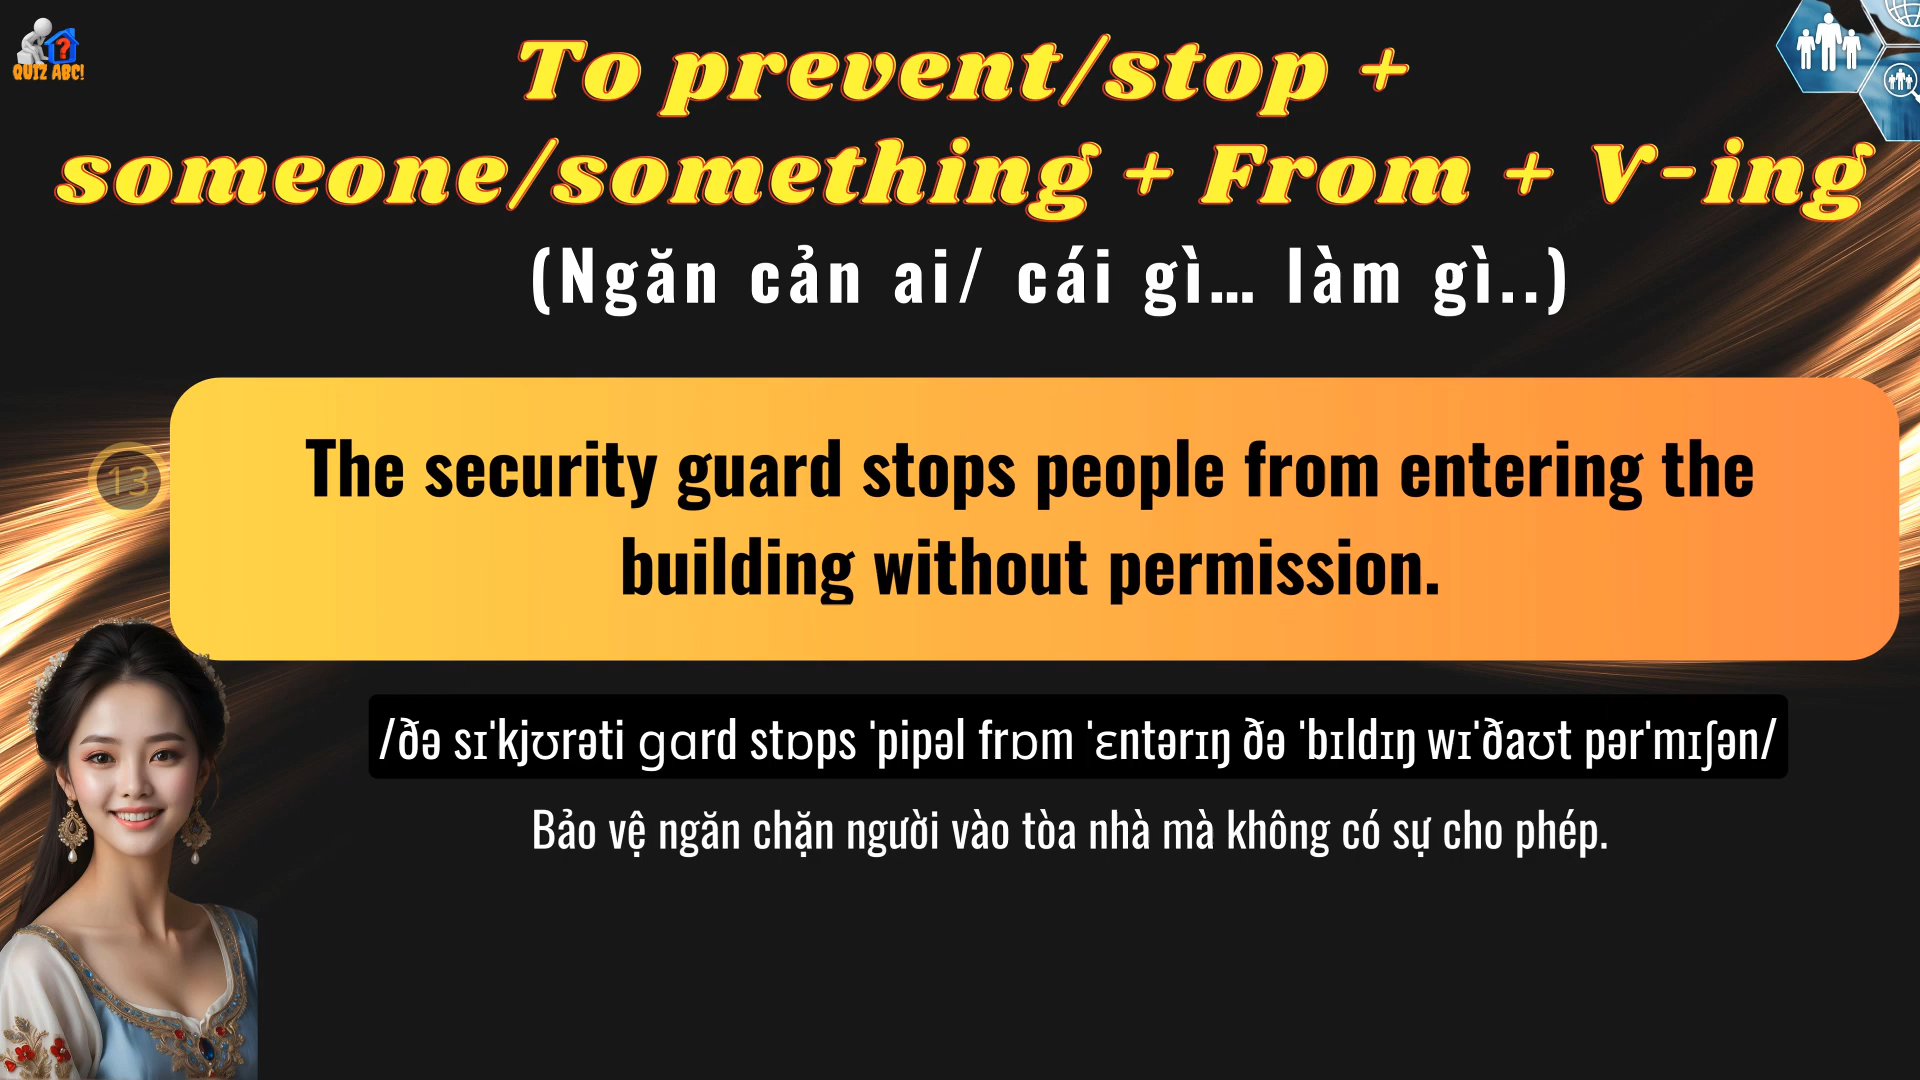 QUIZ ABC!
To prevent/stop +
someone/something + From + V-ing
(Ngăn cản ai/ cái gì... làm gì..)
13
The security guard stops people from entering the
building without permission.
/ðə sɪˈkjʊrəti ɡɑrd stɒps ˈpipəl frɒm ˈɛntərɪŋ ðə ˈbɪldɪŋ wɪˈðaʊt pərˈmɪʃən/
Bảo vệ ngăn chặn người vào tòa nhà mà không có sự cho phép.